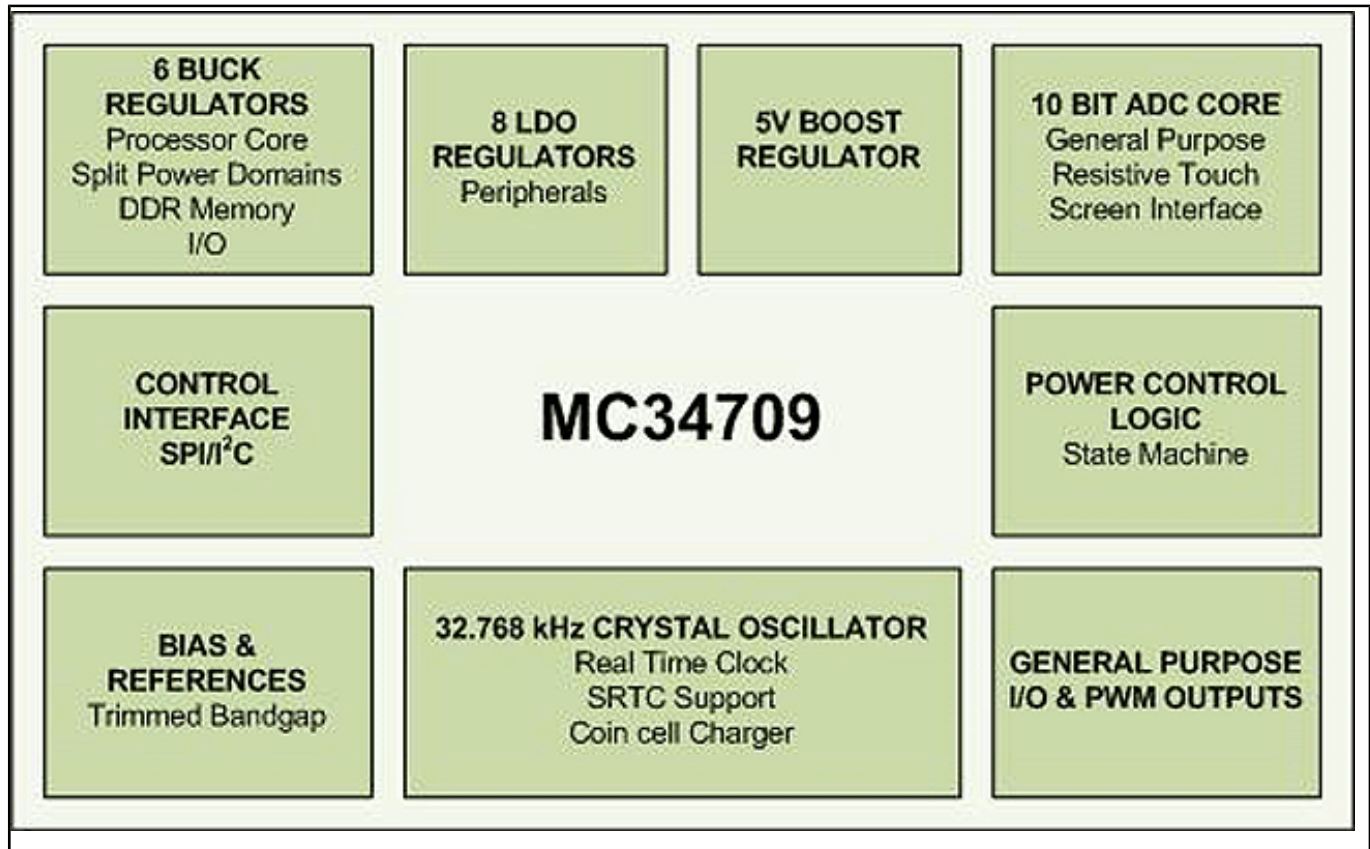 6 BUCK
REGULATORS
Processor Core
Split Power Domains
DDR Memory
I/O
8 LDO
REGULATORS
Peripherals
5V BOOST
REGULATOR
10 BIT ADC CORE
General Purpose
Resistive Touch
Screen Interface
CONTROL
INTERFACE
SPI/I²C
MC34709
POWER CONTROL
LOGIC
State Machine
BIAS &
REFERENCES
Trimmed Bandgap
32.768 kHz CRYSTAL OSCILLATOR
Real Time Clock
SRTC Support
Coin cell Charger
GENERAL PURPOSE
I/O & PWM OUTPUTS